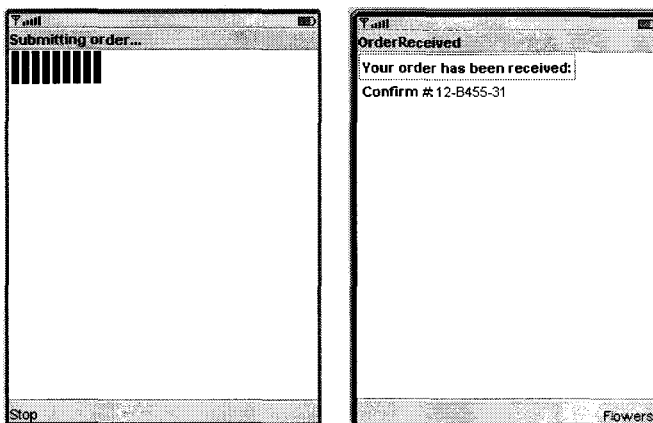 Submitting order...
Stop
OrderReceived
Your order has been received:
Confirm #: 12-B455-31
Flowers